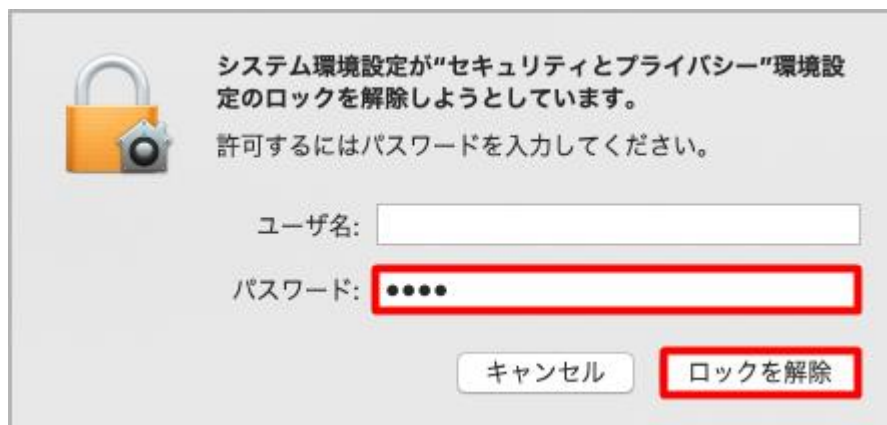 システム環境設定が“セキュリティとプライバシー”環境設
定のロックを解除しようとしています。
許可するにはパスワードを入力してください。
ユーザ名:
パスワード: ●●●●
キャンセル ロックを解除